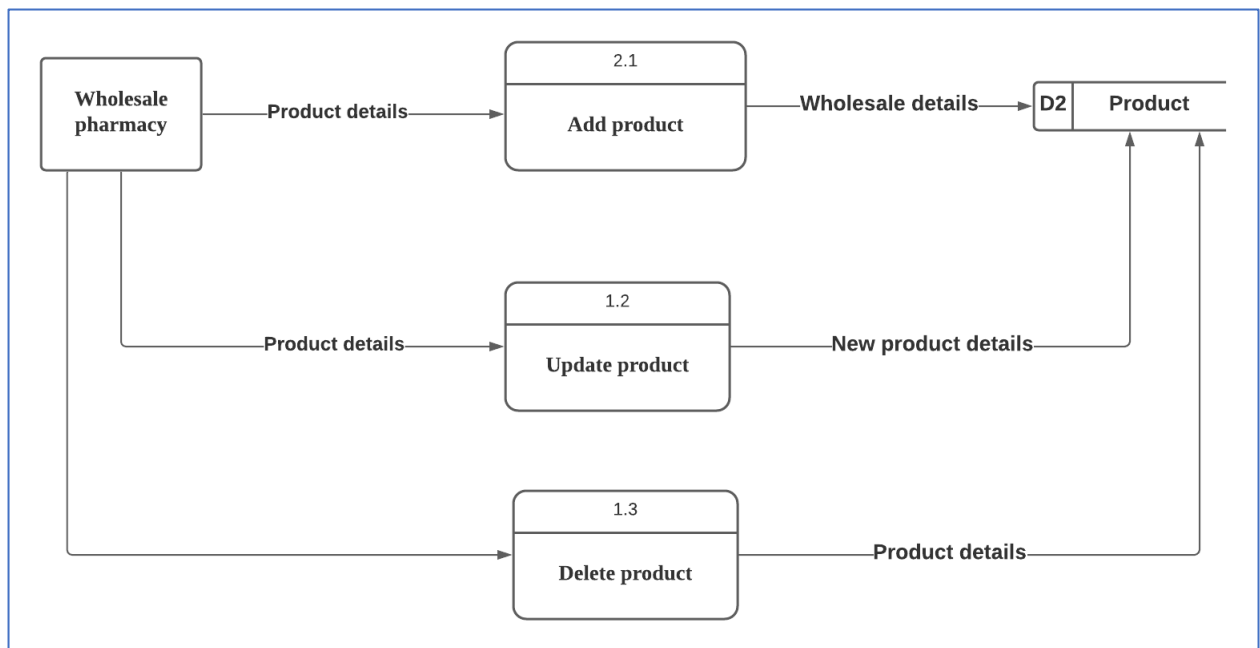 2.1
Wholesale
pharmacy
Product details
Add product
Wholesale details
D2
Product
1.2
Product details
Update product
New product details
1.3
Delete product
Product details